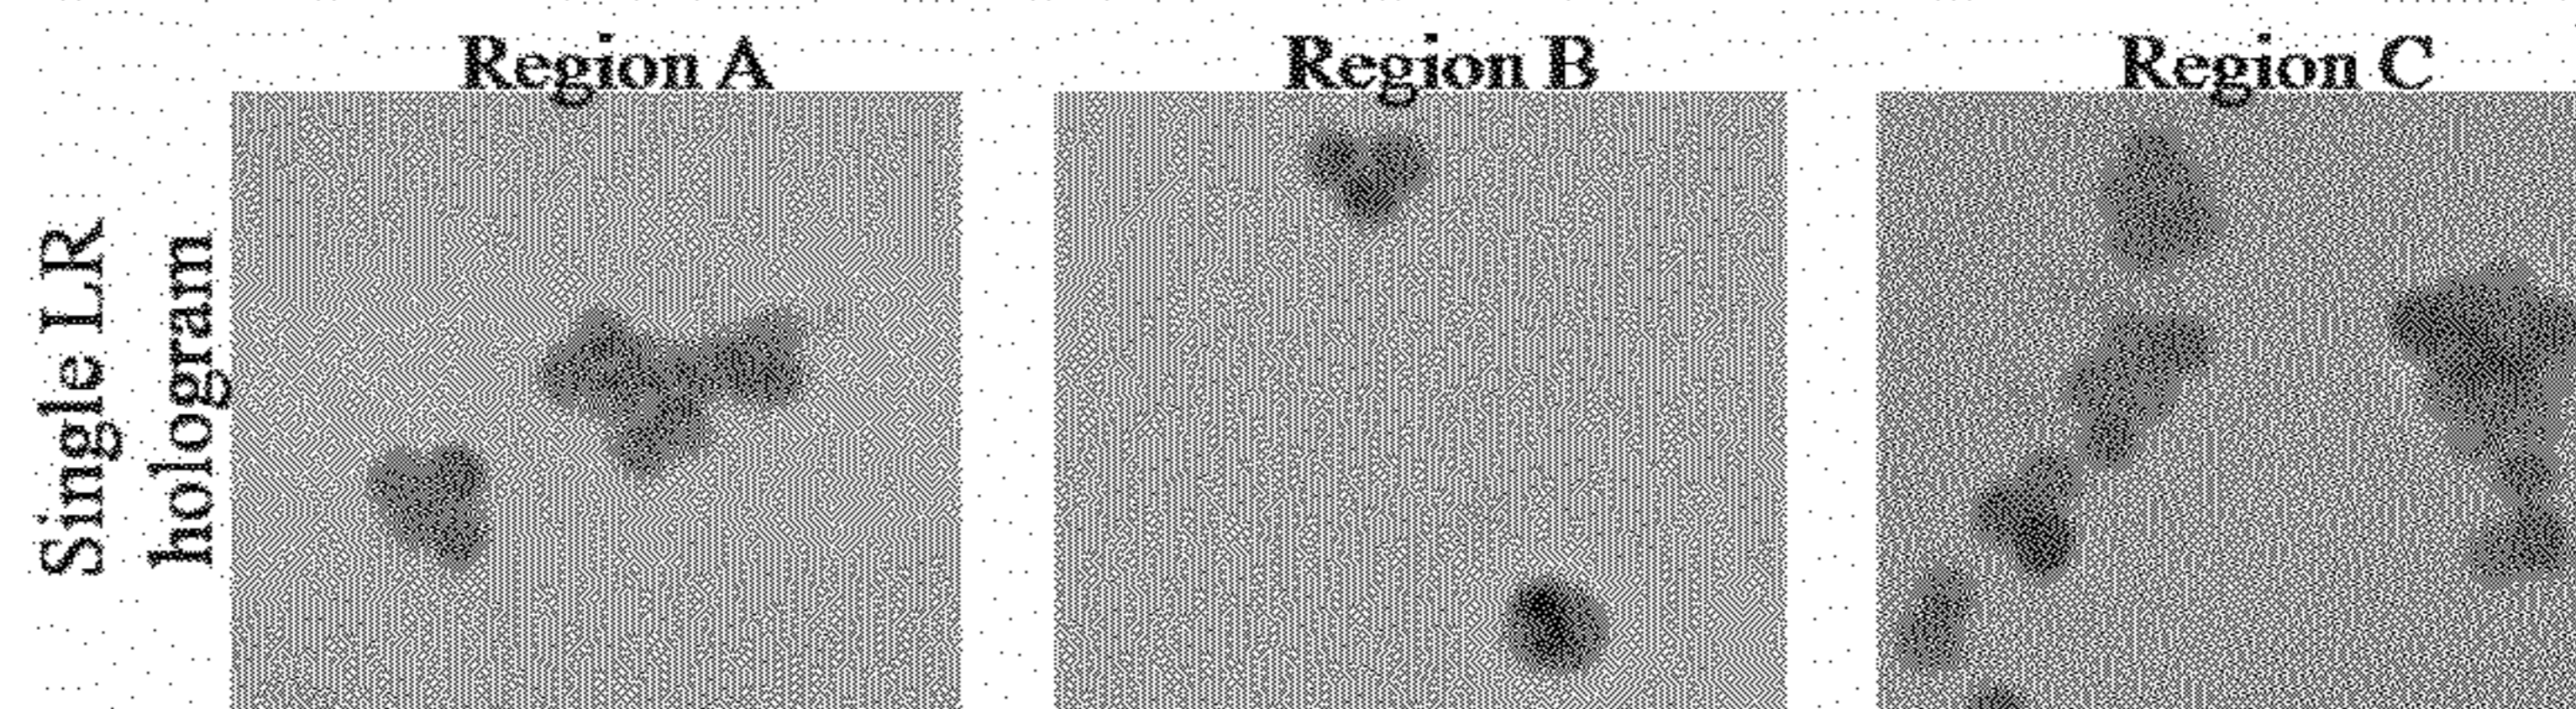 Region A
Region B
Region C
Single LR
hologram